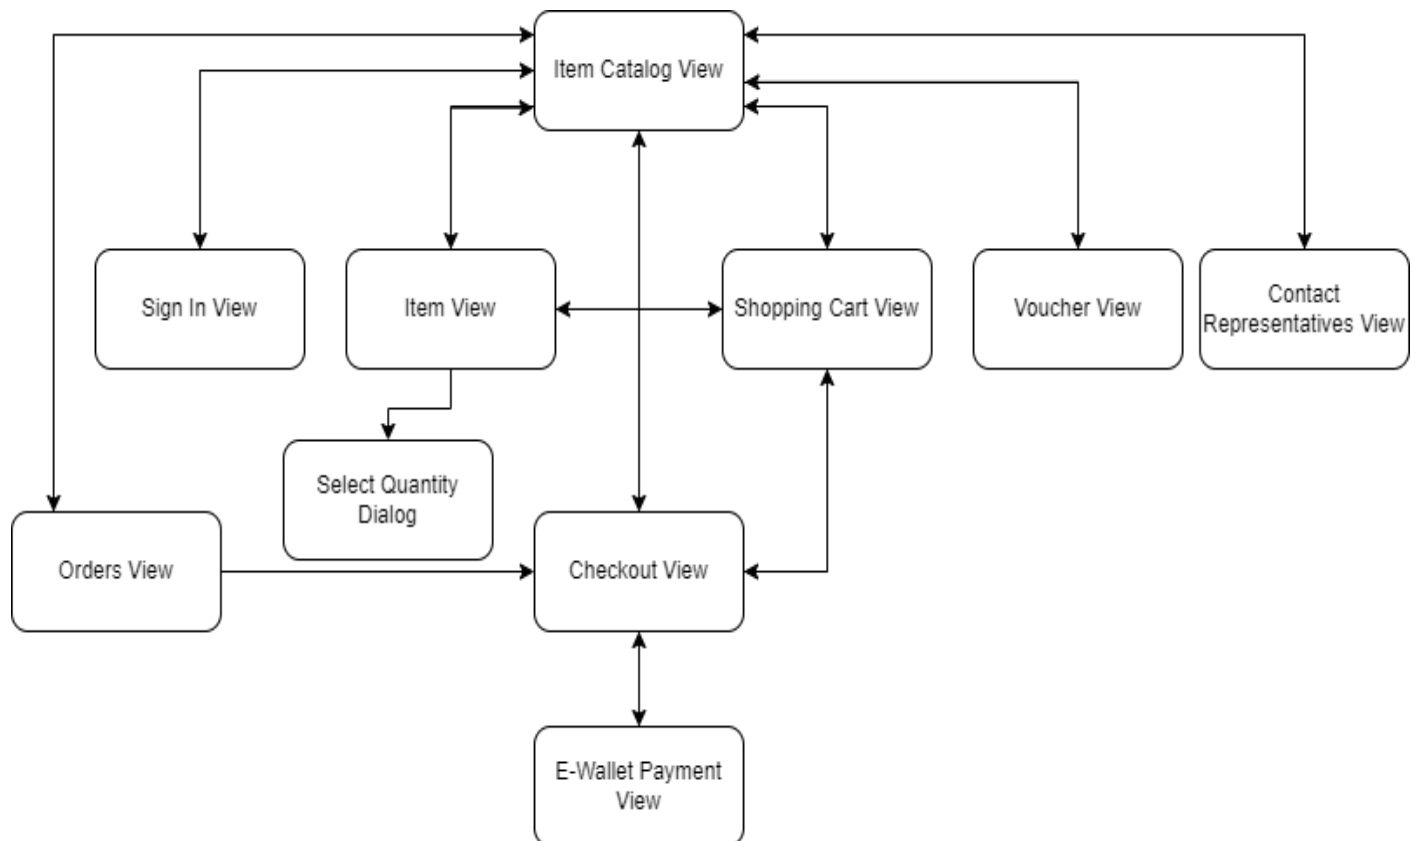 Item Catalog View
Sign In View
Item View
Shopping Cart View
Voucher View
Contact
Representatives View
Select Quantity
Dialog
Orders View
Checkout View
E-Wallet Payment
View